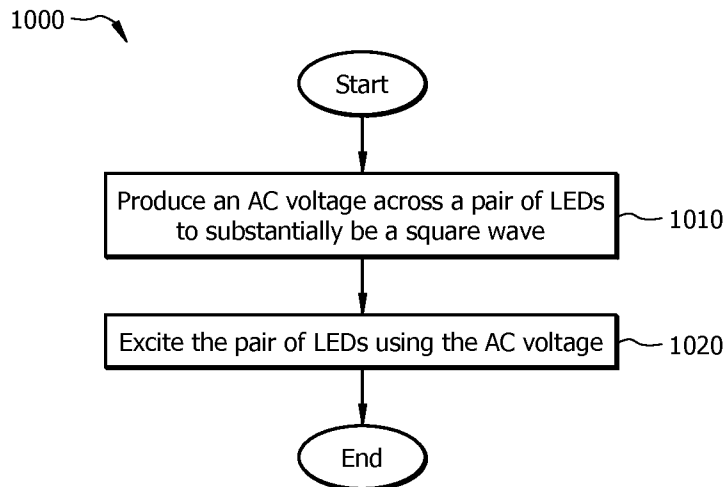 1000
Start
Produce an AC voltage across a pair of LEDs
to substantially be a square wave
1010
Excite the pair of LEDs using the AC voltage
1020
End